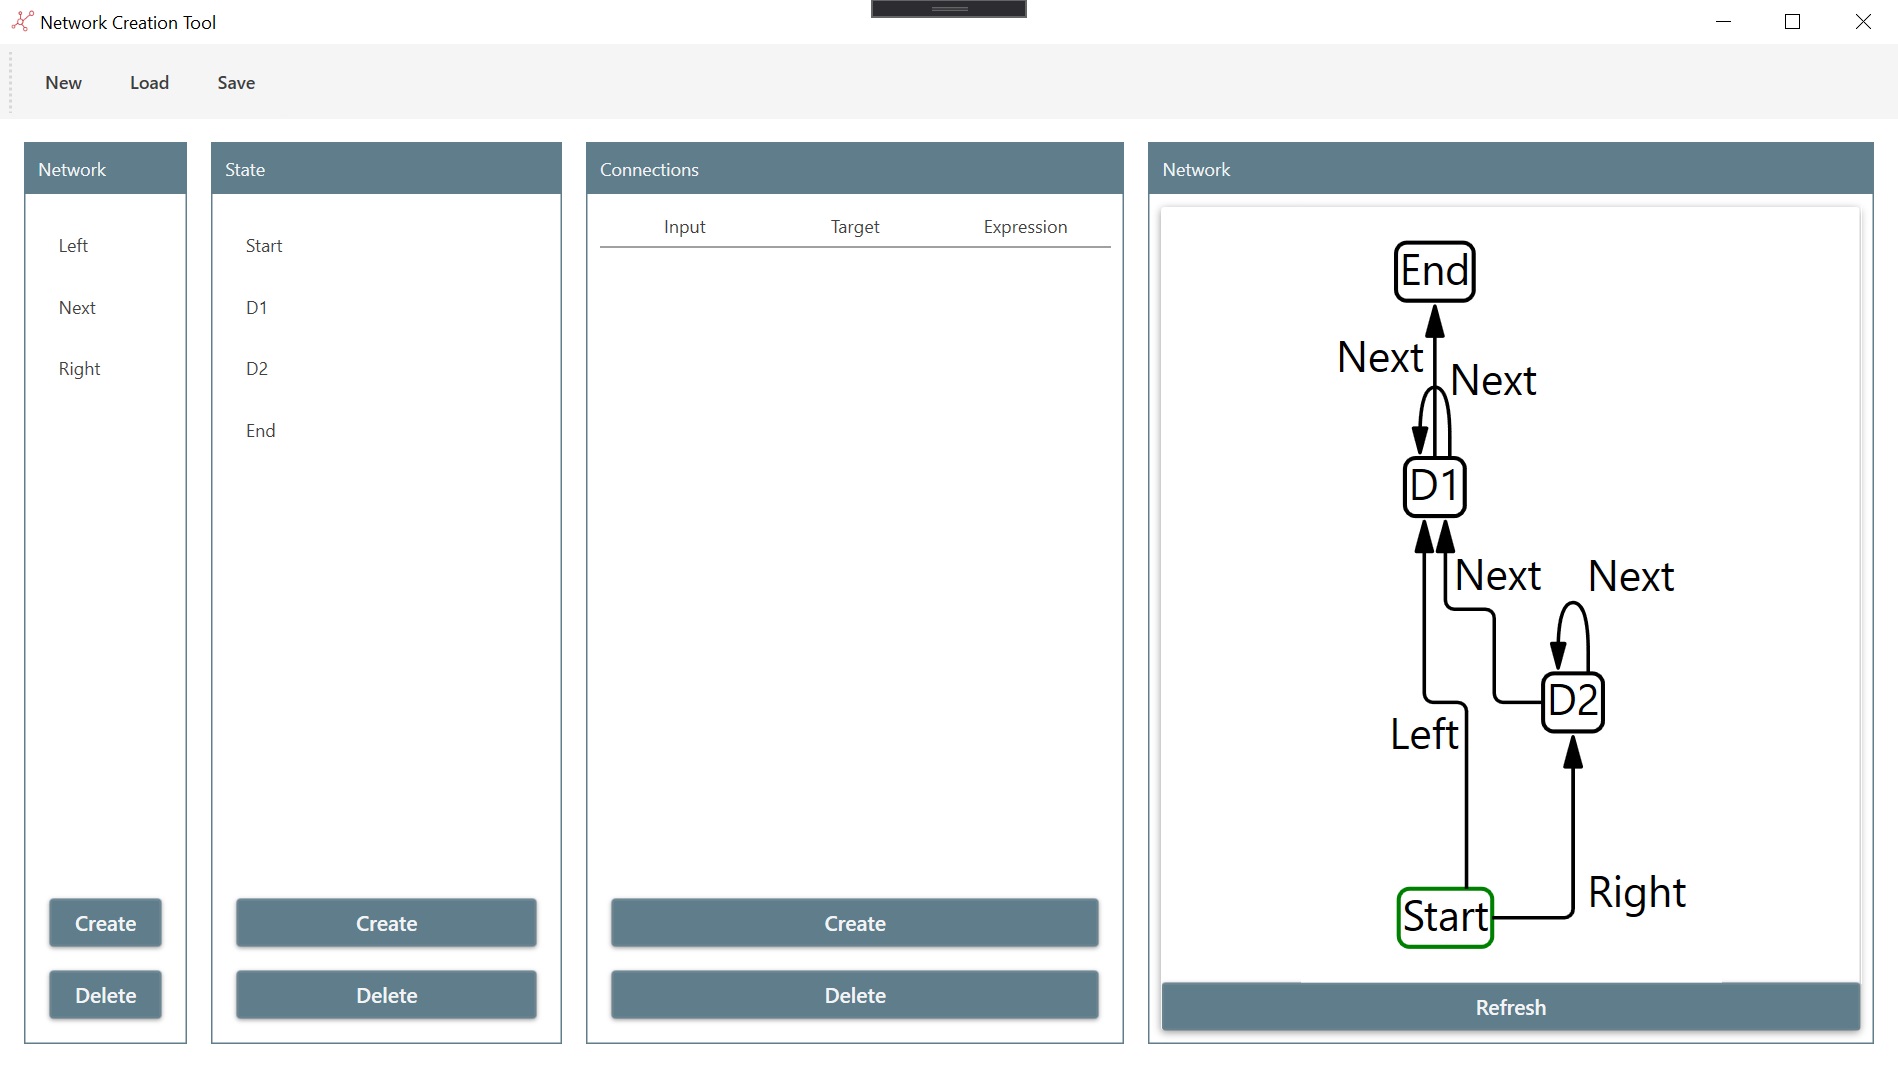 Network Creation Tool
New Load Save
Network
Left
Next
Right
Create
Delete
State
Start
D1
D2
End
Create
Delete
Connections
Input Target Expression
Create
Delete
Network
End
Next
Next
D1
Next
Next
D2
Left
Right
Start
Refresh